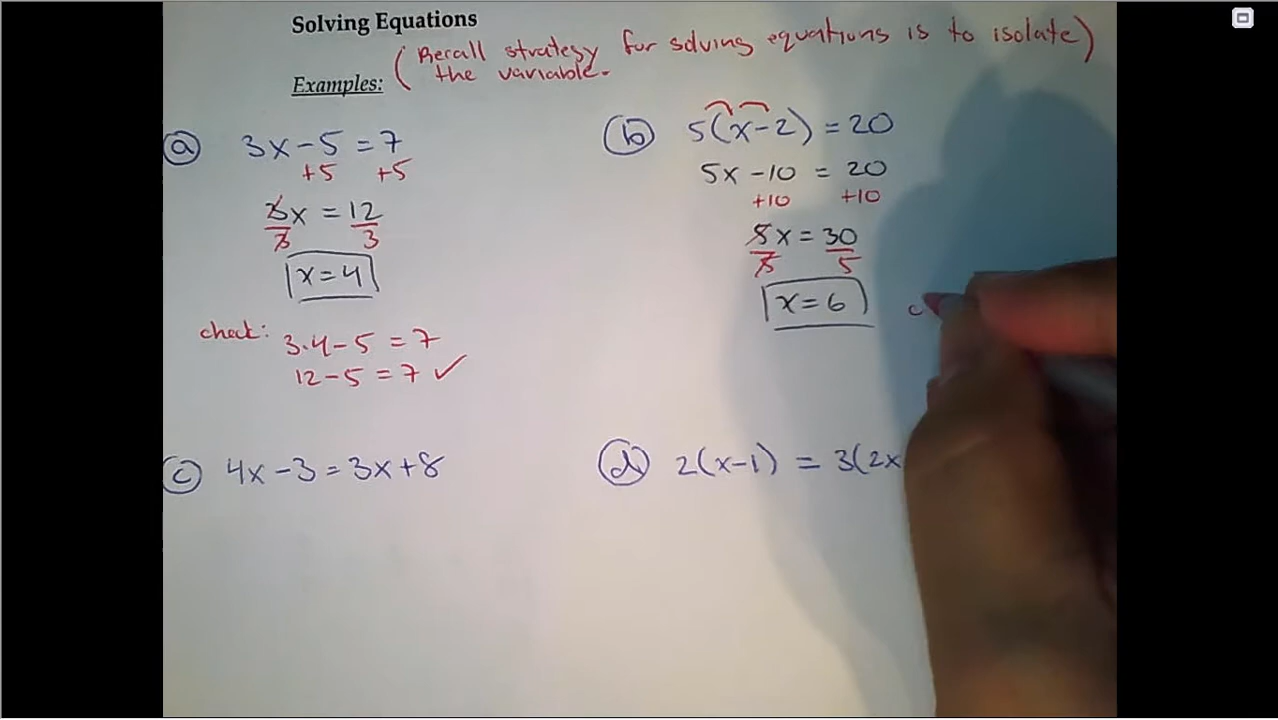 Solving Equations
(Recall strategy for solving equations is to isolate)
the variable.
Examples:
a 3x - 5 = 7
+5 +5
3x = 12
3 3
x = 4
check: 3·4 - 5 = 7
12 - 5 = 7 ✓
b 5(x - 2) = 20
5x - 10 = 20
+10 +10
5x = 30
5 5
x = 6 c
c 4x - 3 = 3x + 8
d 2(x - 1) = 3(2x